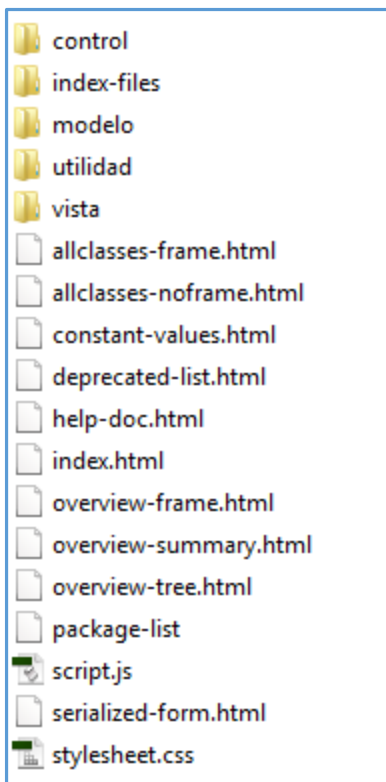 control
index-files
modelo
utilidad
vista
allclasses-frame.html
allclasses-noframe.html
constant-values.html
deprecated-list.html
help-doc.html
index.html
overview-frame.html
overview-summary.html
overview-tree.html
package-list
script.js
serialized-form.html
stylesheet.css